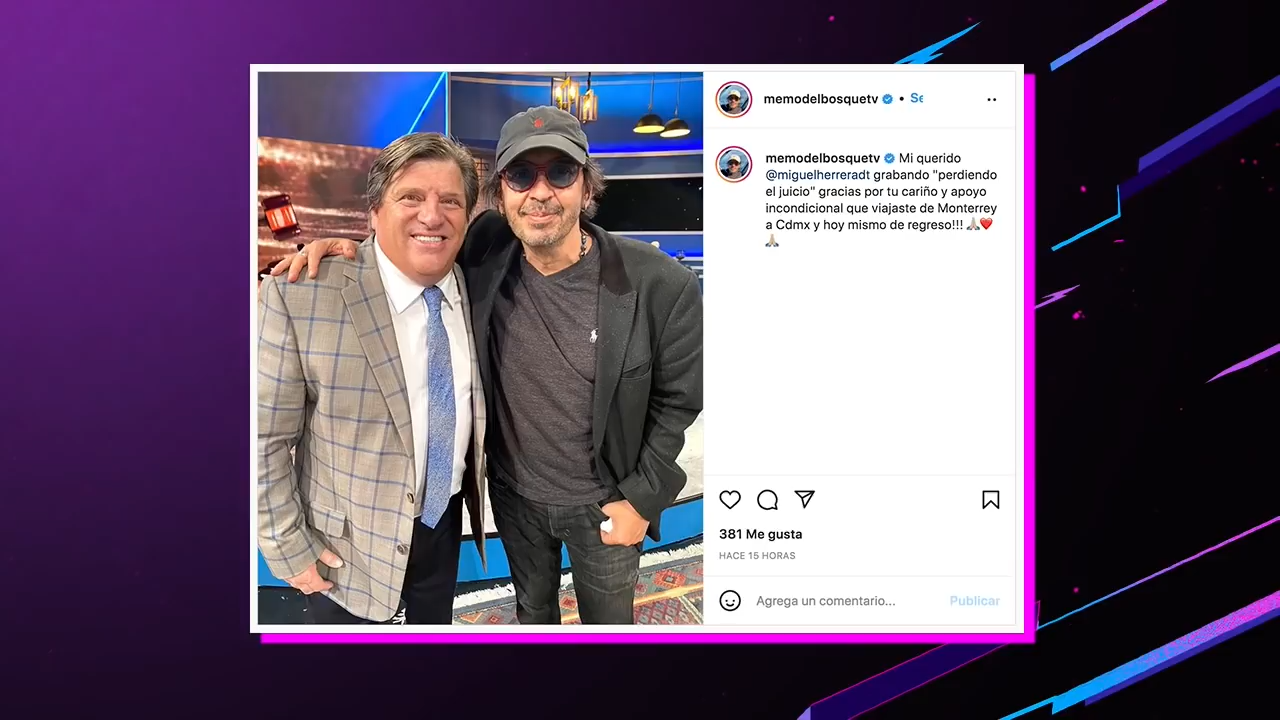 memodelbosquetv • Se
memodelbosquetv Mi querido
@miguelherreradt grabando "perdiendo
el juicio" gracias por tu cariño y apoyo
incondicional que viajaste de Monterrey
a Cdmx y hoy mismo de regreso!!! 🙏🏼❤️
🙏🏼
381 Me gusta
HACE 15 HORAS
Agrega un comentario... Publicar